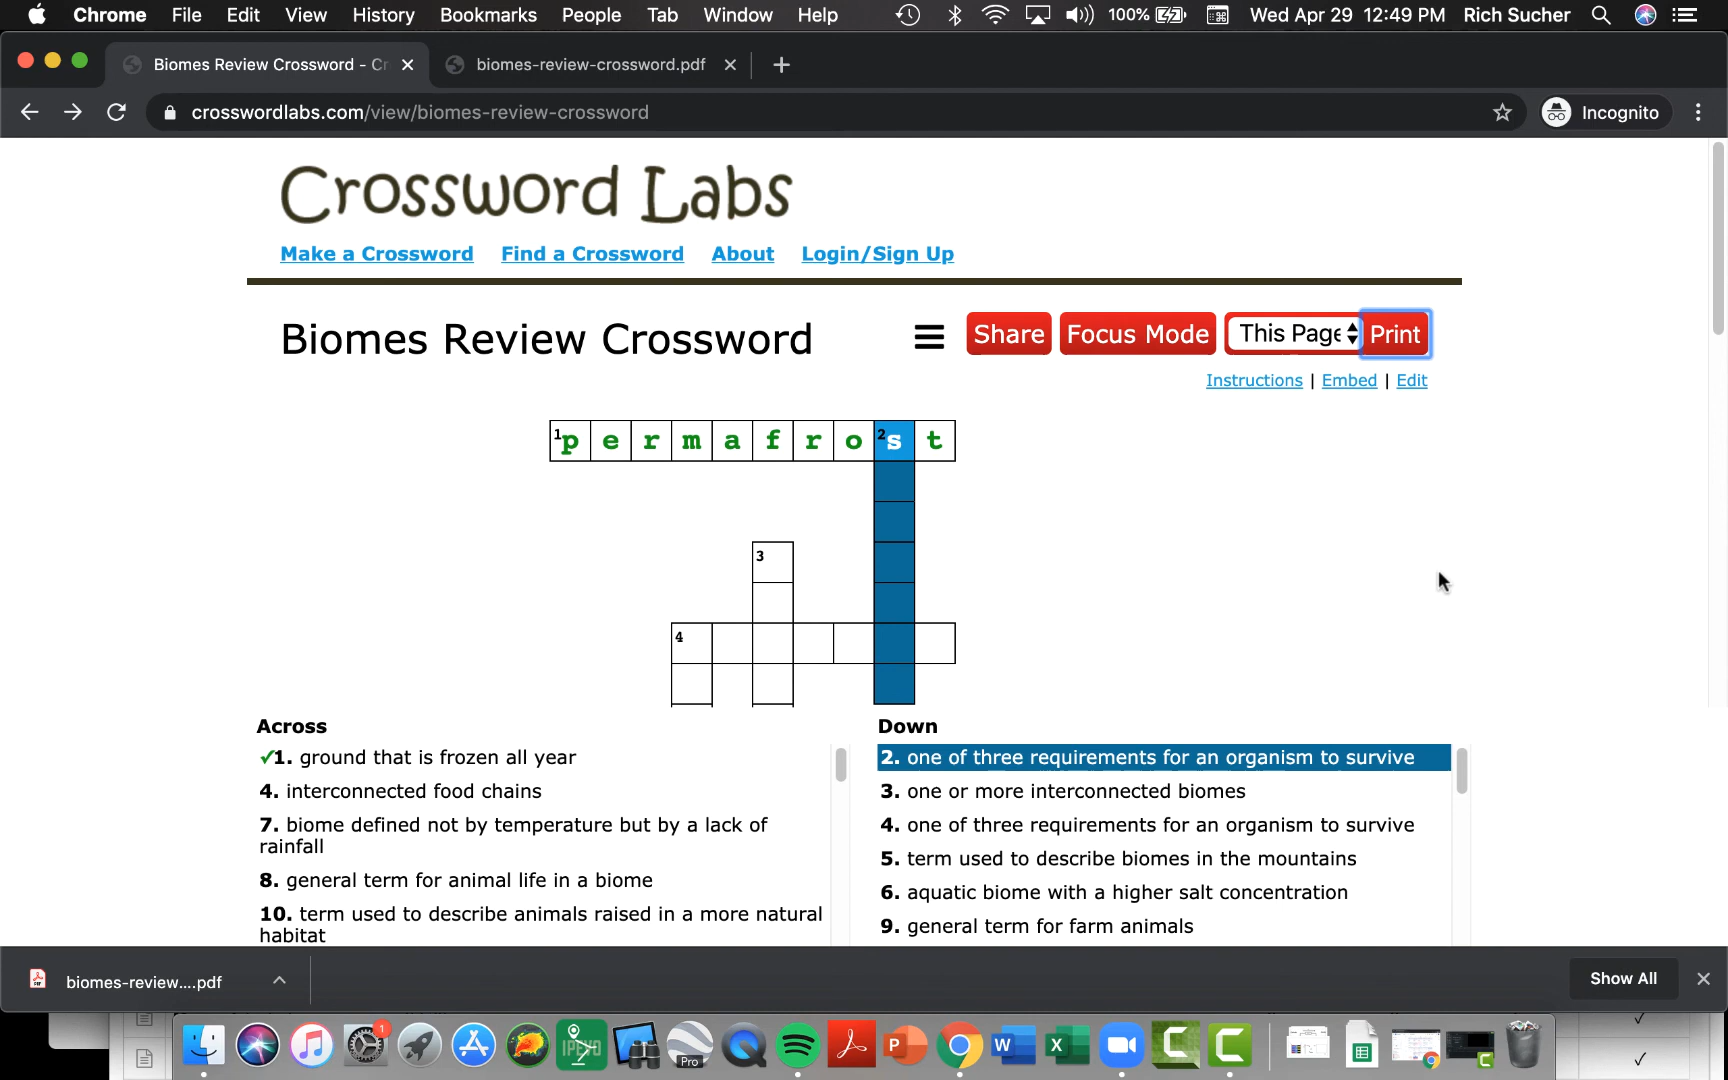 Chrome File Edit View History Bookmarks People Tab Window Help 100% Wed Apr 29 12:49 PM Rich Sucher
Biomes Review Crossword - Cr biomes-review-crossword.pdf
crosswordlabs.com/view/biomes-review-crossword Incognito
Crossword Labs
Make a Crossword Find a Crossword About Login/Sign Up
Biomes Review Crossword Share Focus Mode This Page Print
Instructions | Embed | Edit
1 p e r m a f r o 2 s t
3
4
Across
✓1. ground that is frozen all year
4. interconnected food chains
7. biome defined not by temperature but by a lack of
rainfall
8. general term for animal life in a biome
10. term used to describe animals raised in a more natural
habitat
Down
2. one of three requirements for an organism to survive
3. one or more interconnected biomes
4. one of three requirements for an organism to survive
5. term used to describe biomes in the mountains
6. aquatic biome with a higher salt concentration
9. general term for farm animals
biomes-review....pdf Show All
1 IPEVO Pro P W X C C